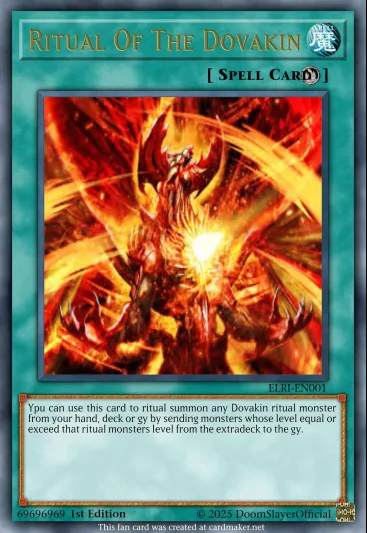 RITUAL OF THE DOVAKIN
魔
[ SPELL CARD ]
ELRI-EN001
Ypu can use this card to ritual summon any Dovakin ritual monster
from your hand, deck or gy by sending monsters whose level equal or
exceed that ritual monsters level from the extradeck to the gy.
69696969 1st Edition © 2025 DoomSlayerOfficial
This fan card was created at cardmaker.net